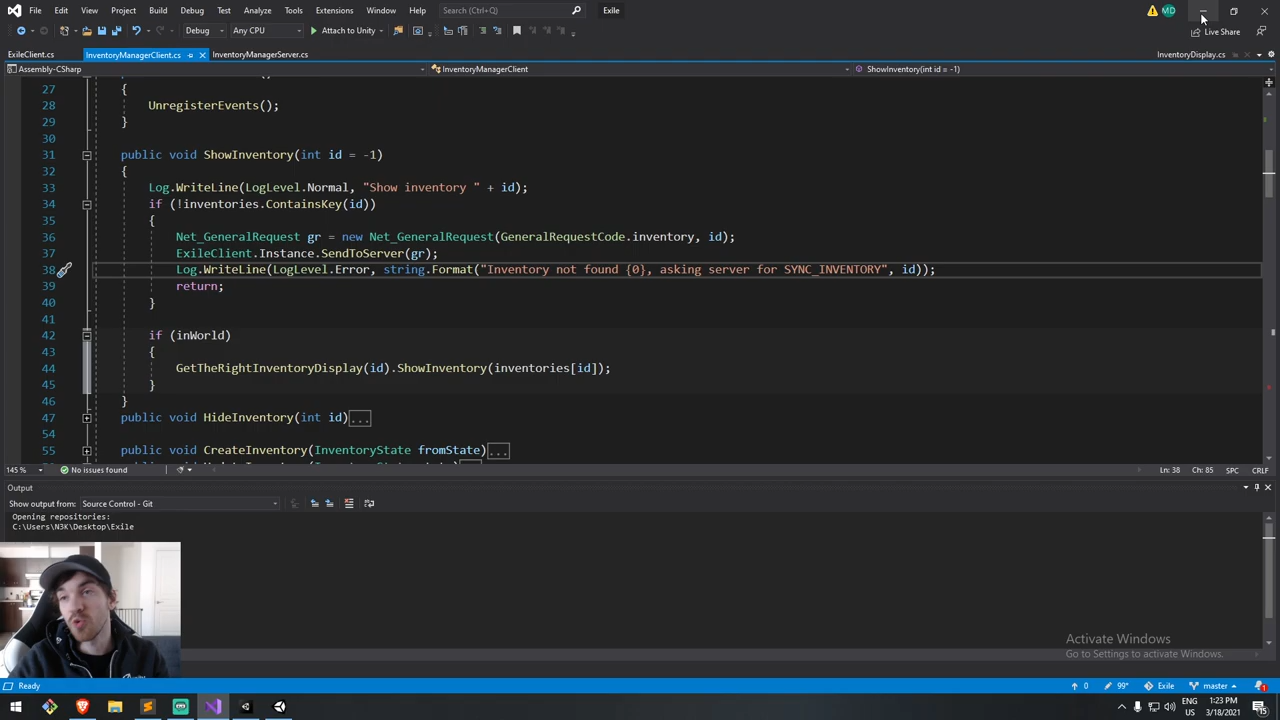 File Edit View Git Project Build Debug Test Analyze Tools Extensions Window Help Search (Ctrl+Q) Exile MD
Debug Any CPU Attach to Unity Live Share
ExileClient.cs InventoryManagerClient.cs InventoryManagerServer.cs InventoryDisplay.cs
Assembly-CSharp InventoryManagerClient ShowInventory(int id = -1)
27 {
28 UnregisterEvents();
29 }
30
31 public void ShowInventory(int id = -1)
32 {
33 Log.WriteLine(LogLevel.Normal, "Show inventory " + id);
34 if (!inventories.ContainsKey(id))
35 {
36 Net_GeneralRequest gr = new Net_GeneralRequest(GeneralRequestCode.inventory, id);
37 ExileClient.Instance.SendToServer(gr);
38 Log.WriteLine(LogLevel.Error, string.Format("Inventory not found {0}, asking server for SYNC_INVENTORY", id));
39 return;
40 }
41
42 if (inWorld)
43 {
44 GetTheRightInventoryDisplay(id).ShowInventory(inventories[id]);
45 }
46 }
47 public void HideInventory(int id)...
54
55 public void CreateInventory(InventoryState fromState)...
145 % No issues found Ln: 38 Ch: 85 SPC CRLF
Output
Show output from: Source Control - Git
Opening repositories:
C:\Users\N3K\Desktop\Exile
Activate Windows
Go to Settings to activate Windows.
Ready 0 99+ Exile master 1
ENG 1:23 PM
US 3/18/2021 15